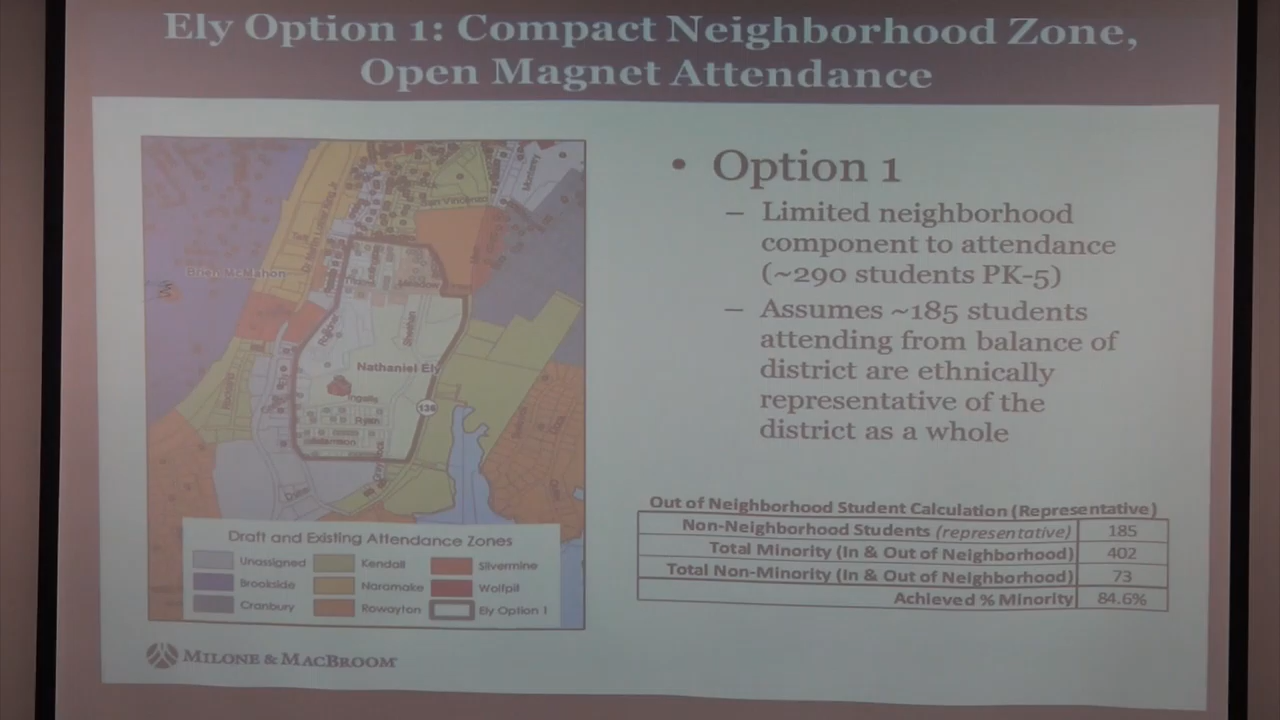 Ely Option 1: Compact Neighborhood Zone,
Open Magnet Attendance
Brien McMahon
Nathaniel Ely
Meadow
Ingalls
Ryan
136
Draft and Existing Attendance Zones
Unassigned
Kendall
Silvermine
Brookside
Naramake
Wolfpit
Cranbury
Rowayton
Ely Option 1
MILONE & MACBROOM
• Option 1
– Limited neighborhood
component to attendance
(~290 students PK-5)
– Assumes ~185 students
attending from balance of
district are ethnically
representative of the
district as a whole
Out of Neighborhood Student Calculation (Representative)
Non-Neighborhood Students (representative) 185
Total Minority (In & Out of Neighborhood) 402
Total Non-Minority (In & Out of Neighborhood) 73
Achieved % Minority 84.6%